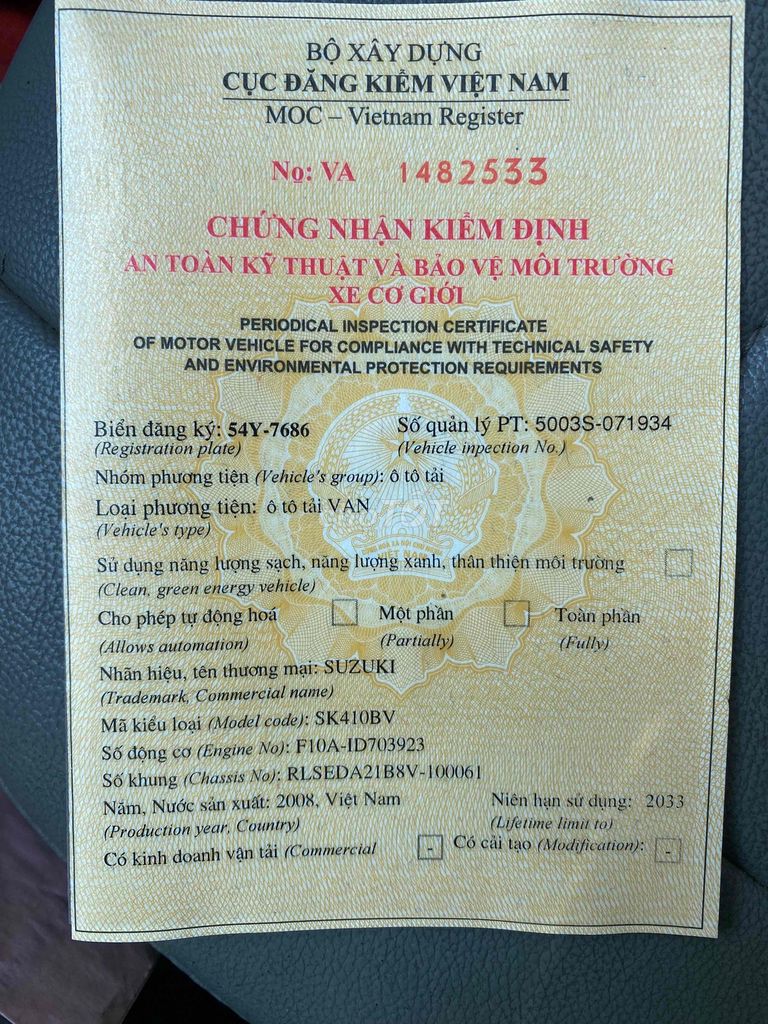 BỘ XÂY DỰNG
CỤC ĐĂNG KIỂM VIỆT NAM
MOC – Vietnam Register
No: VA 1482533
CHỨNG NHẬN KIỂM ĐỊNH
AN TOÀN KỸ THUẬT VÀ BẢO VỆ MÔI TRƯỜNG
XE CƠ GIỚI
PERIODICAL INSPECTION CERTIFICATE
OF MOTOR VEHICLE FOR COMPLIANCE WITH TECHNICAL SAFETY
AND ENVIRONMENTAL PROTECTION REQUIREMENTS
Biển đăng ký: 54Y-7686 Số quản lý PT: 5003S-071934
(Registration plate) (Vehicle inpection No.)
Nhóm phương tiện (Vehicle's group): ô tô tải
Loại phương tiện: ô tô tải VAN
(Vehicle's type)
Sử dụng năng lượng sạch, năng lượng xanh, thân thiện môi trường
(Clean, green energy vehicle)
Cho phép tự động hoá Một phần Toàn phần
(Allows automation) (Partially) (Fully)
Nhãn hiệu, tên thương mại: SUZUKI
(Trademark, Commercial name)
Mã kiểu loại (Model code): SK410BV
Số động cơ (Engine No): F10A-ID703923
Số khung (Chassis No): RLSEDA21B8V-100061
Năm, Nước sản xuất: 2008, Việt Nam Niên hạn sử dụng: 2033
(Production year, Country) (Lifetime limit to)
Có kinh doanh vận tải (Commercial - Có cải tạo (Modification): -